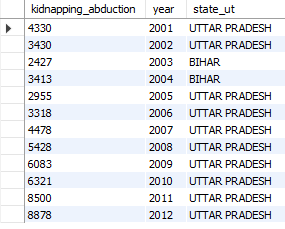 kidnapping_abduction year state_ut
4330 2001 UTTAR PRADESH
3430 2002 UTTAR PRADESH
2427 2003 BIHAR
3413 2004 BIHAR
2955 2005 UTTAR PRADESH
3318 2006 UTTAR PRADESH
4478 2007 UTTAR PRADESH
5428 2008 UTTAR PRADESH
6083 2009 UTTAR PRADESH
6321 2010 UTTAR PRADESH
8500 2011 UTTAR PRADESH
8878 2012 UTTAR PRADESH